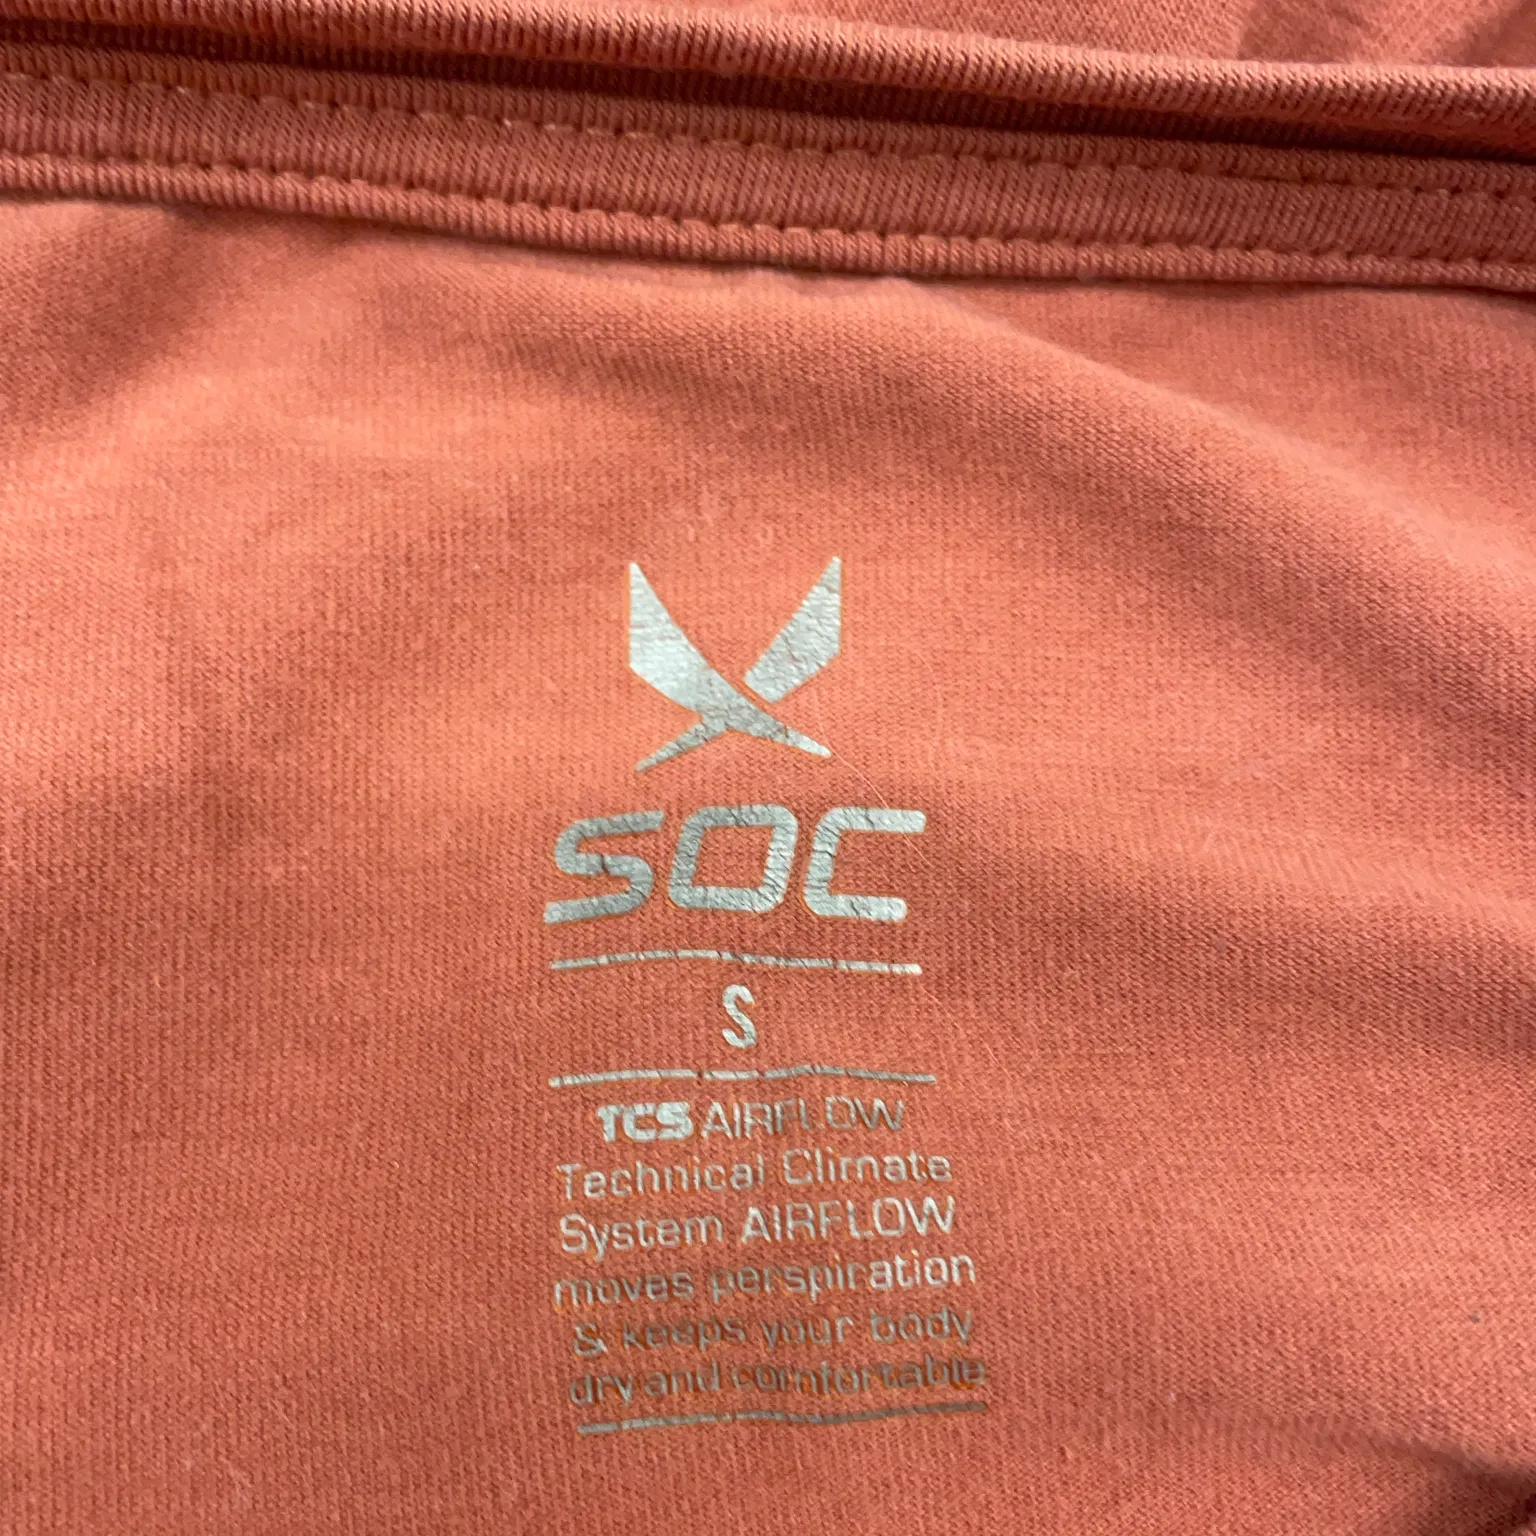 SOC
S
TCS AIRFLOW
Technical Climate
System AIRFLOW
moves perspiration
& keeps your body
dry and comfortable